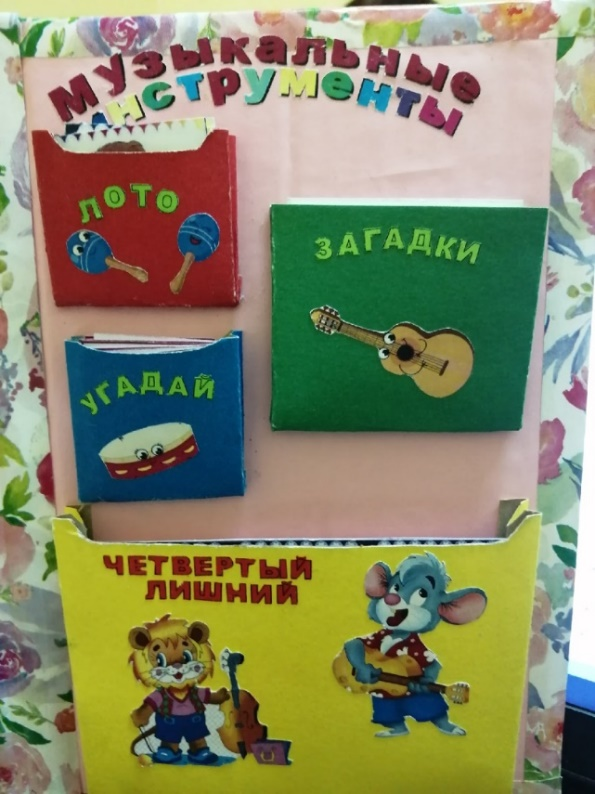 Музыкальные
инструменты
ЛОТО
ЗАГАДКИ
УГАДАЙ
ЧЕТВЕРТЫЙ
ЛИШНИЙ